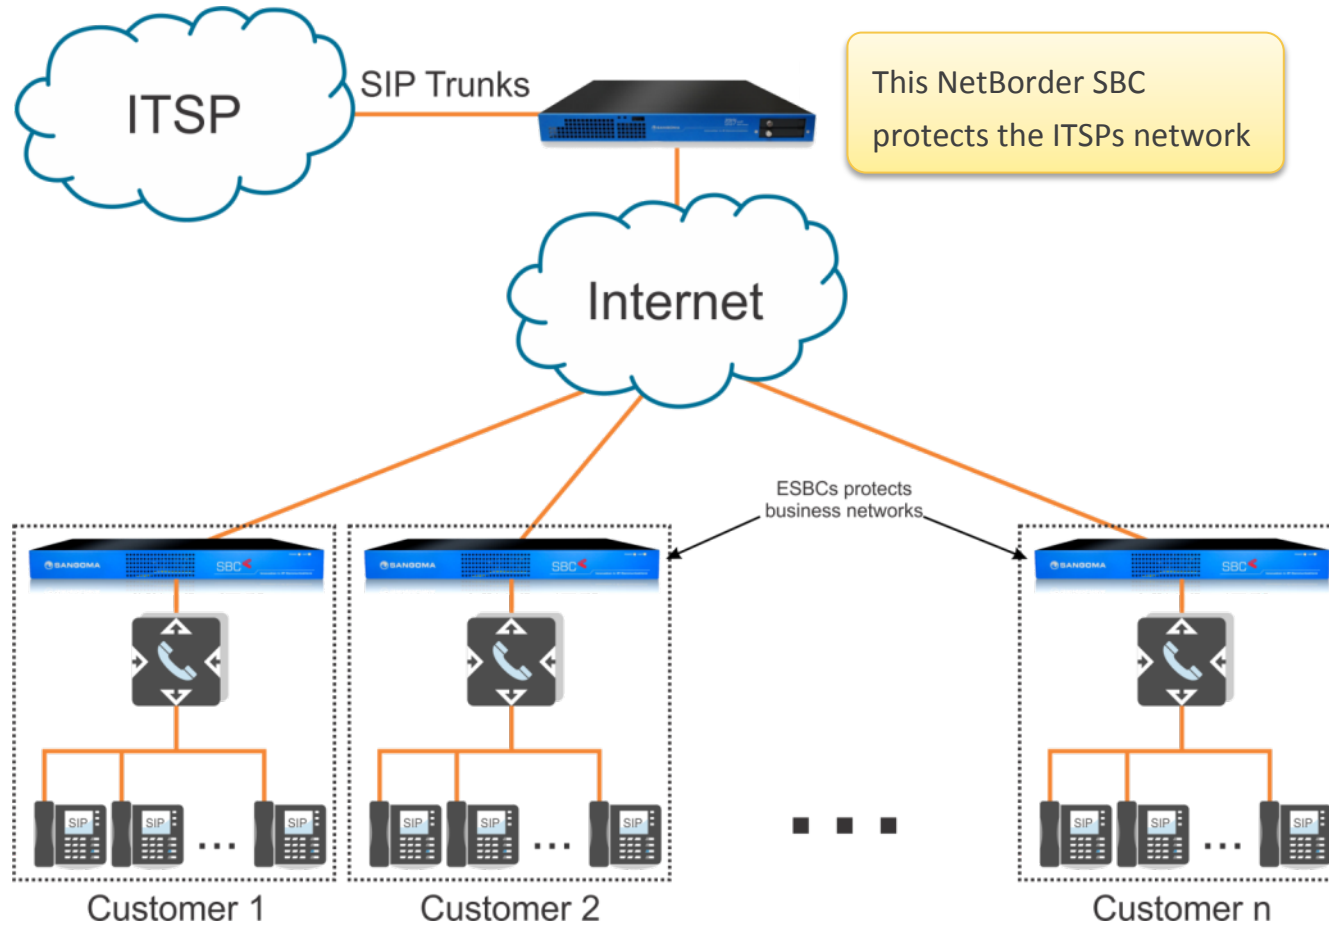 ITSP
SIP Trunks
This NetBorder SBC
protects the ITSPs network
Internet
ESBCs protects
business networks
SANGOMA
SBC
SANGOMA
SBC
SANGOMA
SBC
SIP
SIP
...
SIP
SIP
SIP
...
SIP
...
SIP
SIP
...
SIP
Customer 1
Customer 2
Customer n